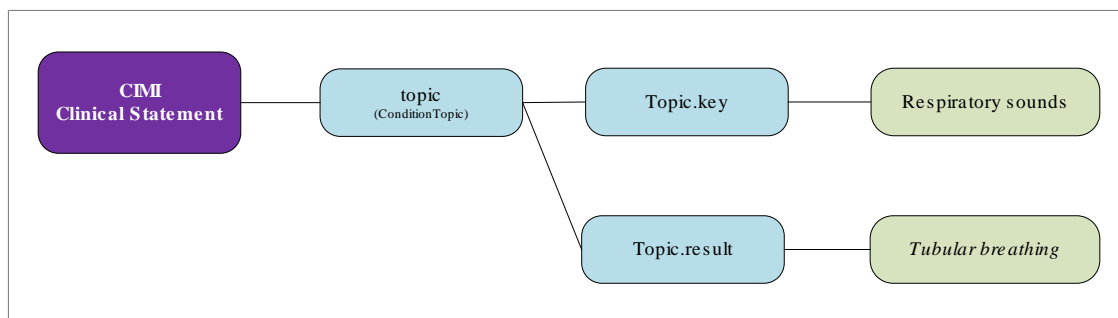 CIMI
Clinical Statement
topic
(ConditionTopic)
Topic.key
Respiratory sounds
Topic.result
Tubular breathing